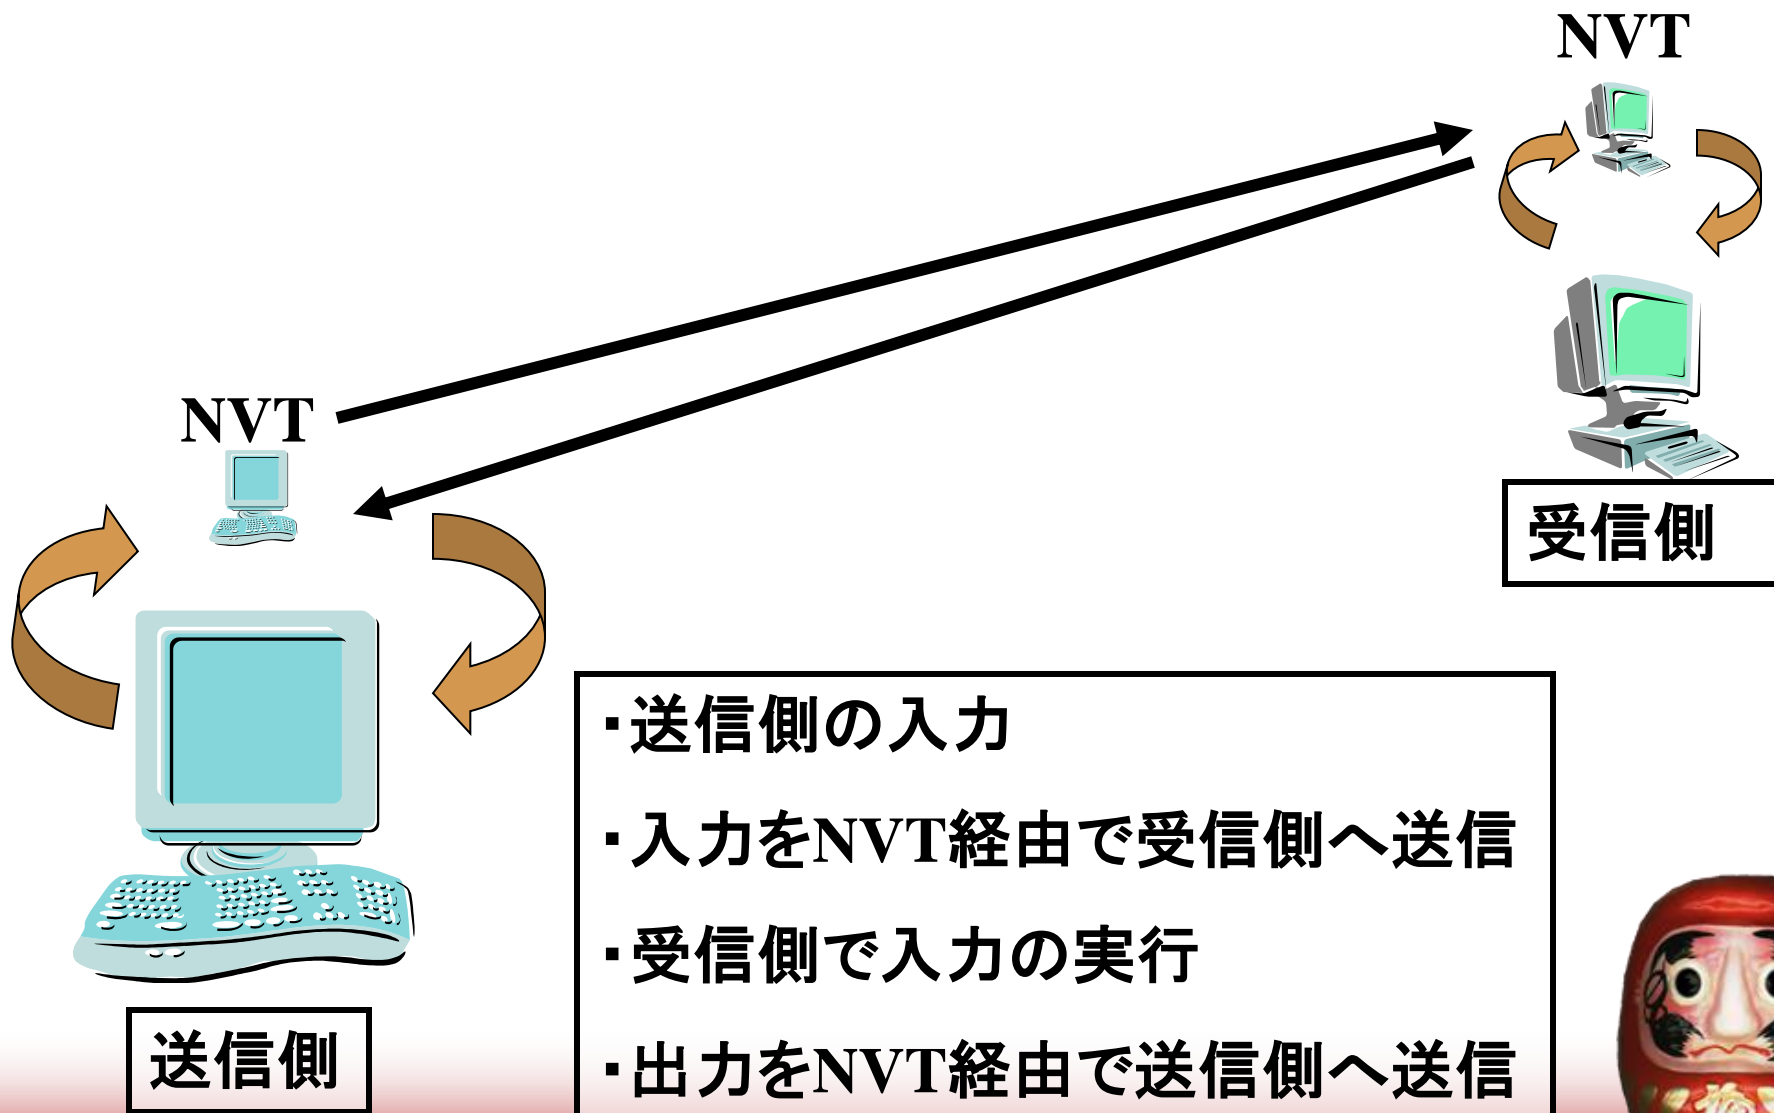 NVT
NVT
受信側
送信側
・送信側の入力
・入力をNVT経由で受信側へ送信
・受信側で入力の実行
・出力をNVT経由で送信側へ送信